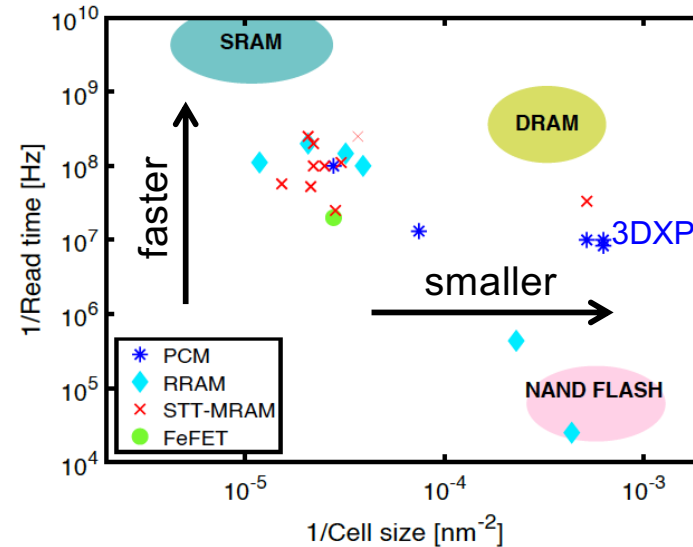 10^10
SRAM
10^9
DRAM
10^8
faster
10^7
3DXP
smaller
10^6
PCM
RRAM
STT-MRAM
FeFET
10^5
NAND FLASH
10^4
10^-5
10^-4
10^-3
1/Read time [Hz]
1/Cell size [nm^-2]